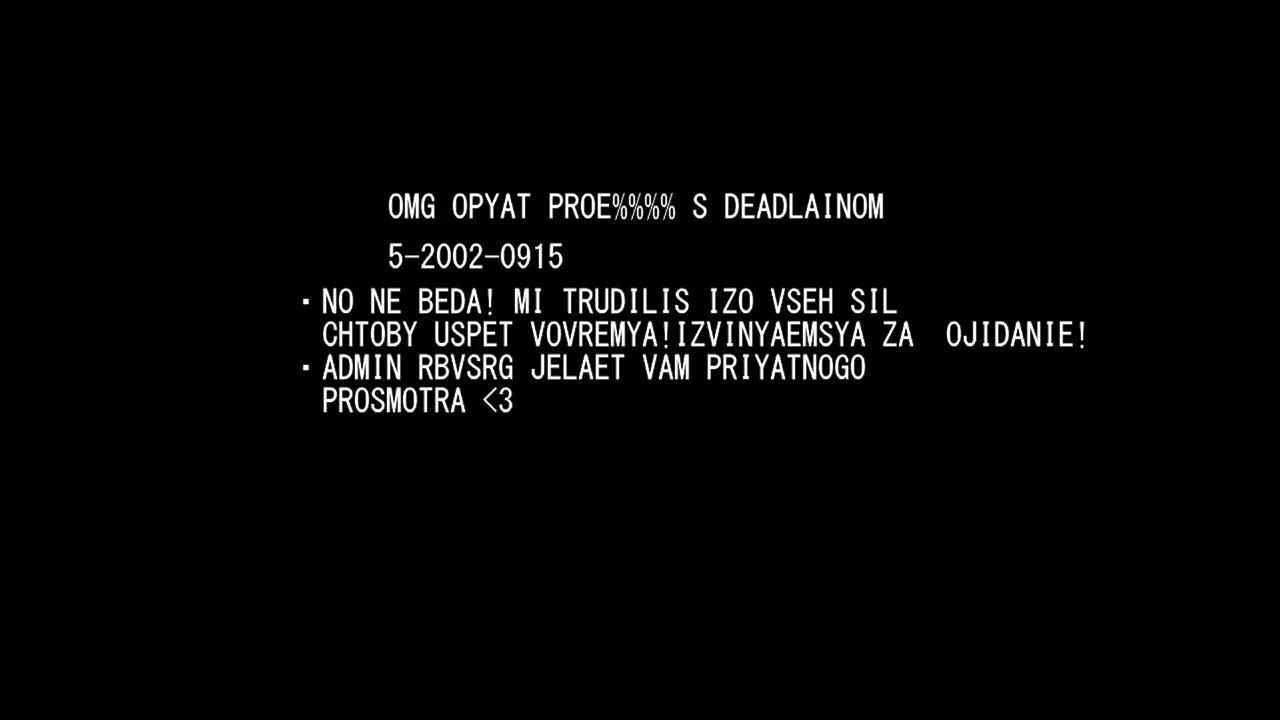 OMG OPYAT PROE%%%% S DEADLAINOM
5-2002-0915
・NO NE BEDA! MI TRUDILIS IZO VSEH SIL
CHTOBY USPET VOVREMYA!IZVINYAEMSYA ZA  OJIDANIE!
・ADMIN RBVSRG JELAET VAM PRIYATNOGO
PROSMOTRA <3